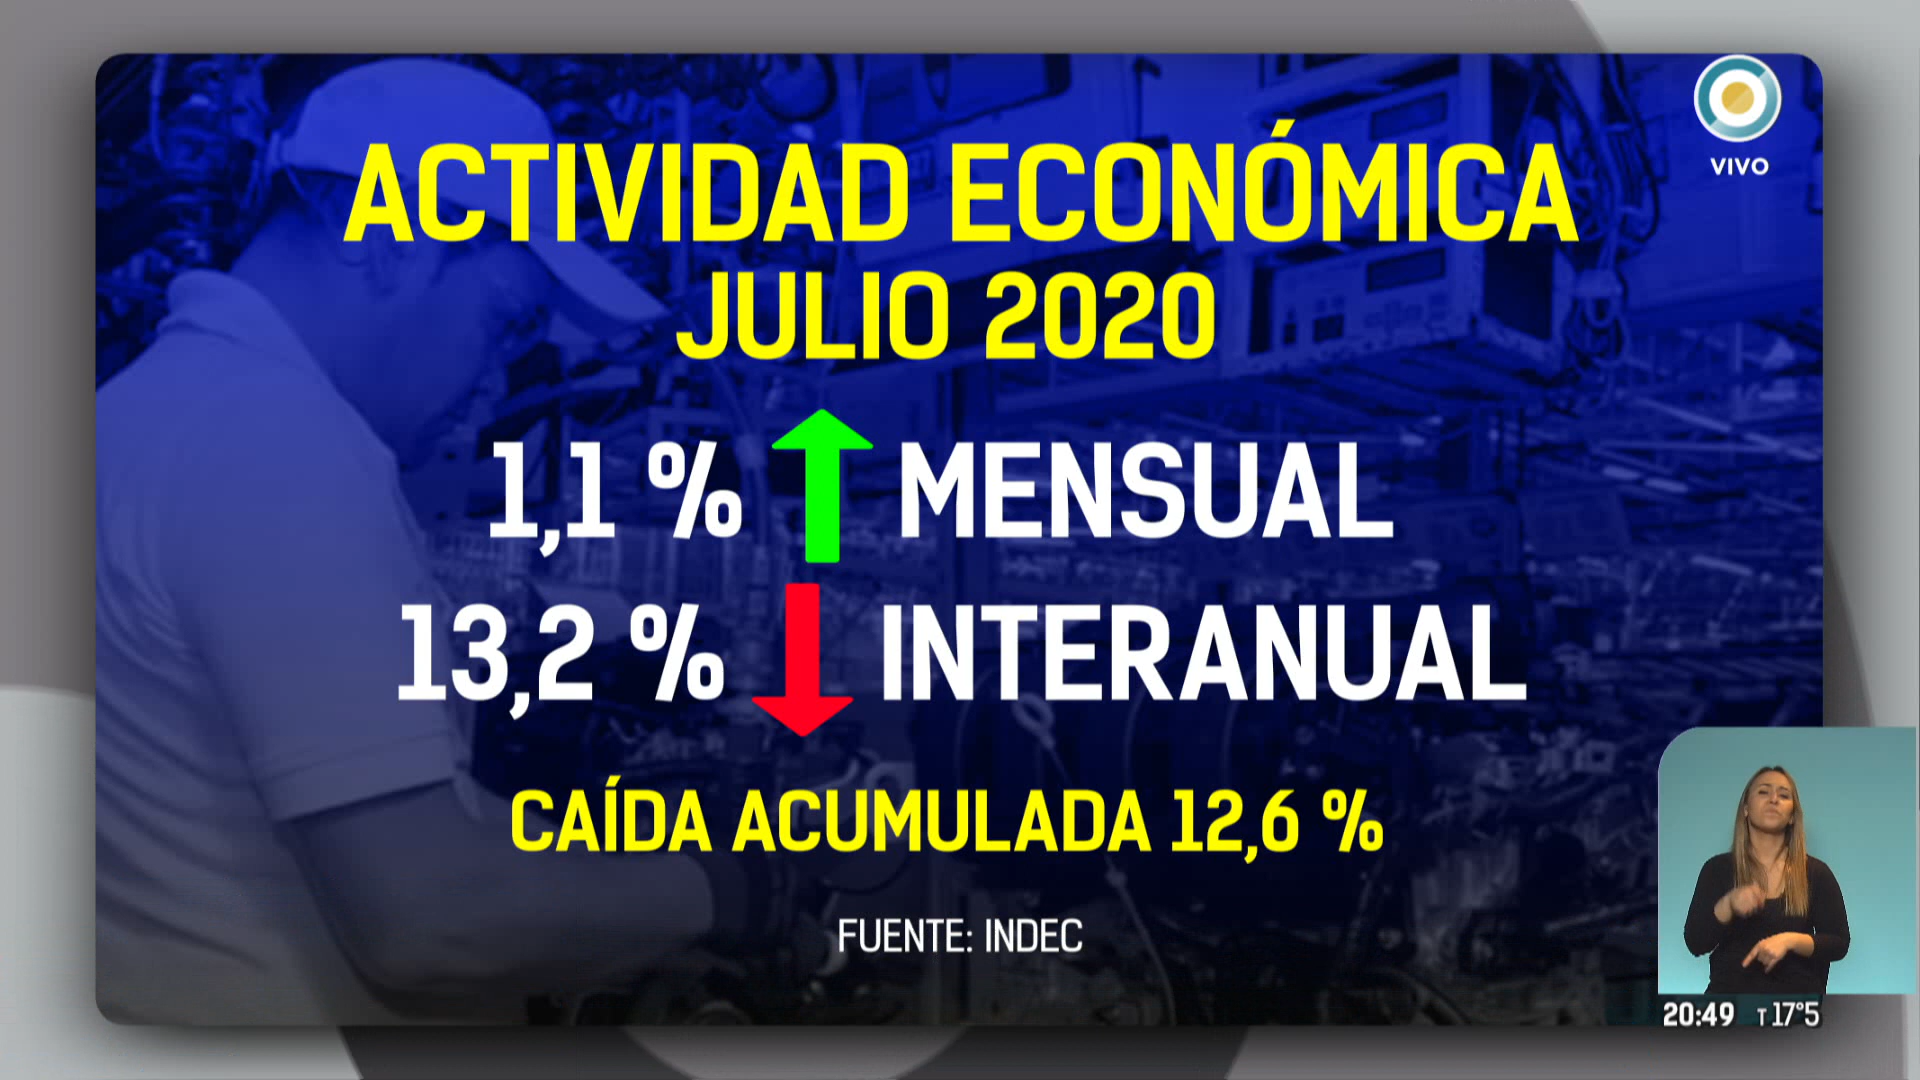 VIVO
ACTIVIDAD ECONÓMICA
JULIO 2020
1,1 % MENSUAL
13,2 % INTERANUAL
CAÍDA ACUMULADA 12,6 %
FUENTE: INDEC
20:49 T 17°5